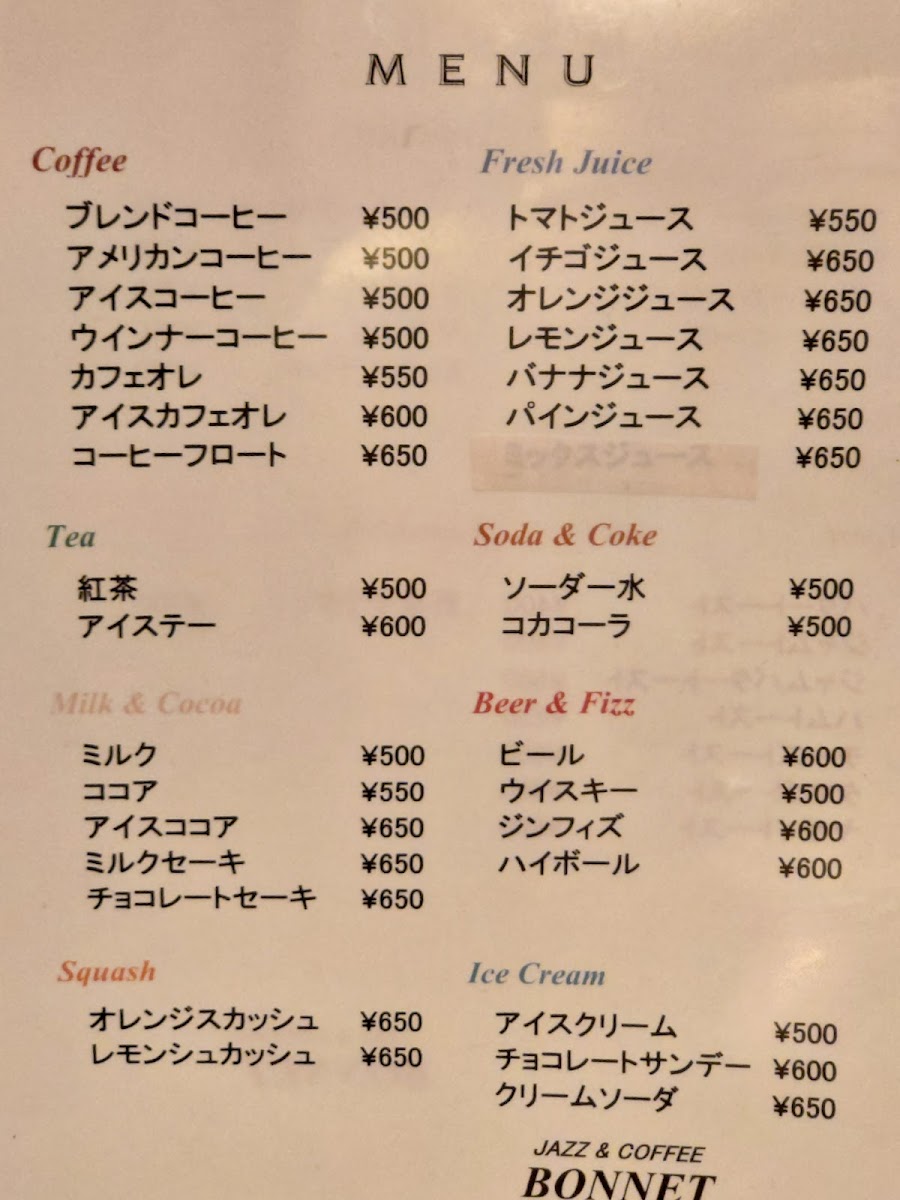 MENU
Coffee
ブレンドコーヒー ¥500
アメリカンコーヒー ¥500
アイスコーヒー ¥500
ウインナーコーヒー ¥500
カフェオレ ¥550
アイスカフェオレ ¥600
コーヒーフロート ¥650
Tea
紅茶 ¥500
アイステー ¥600
Milk & Cocoa
ミルク ¥500
ココア ¥550
アイスココア ¥650
ミルクセーキ ¥650
チョコレートセーキ ¥650
Squash
オレンジスカッシュ ¥650
レモンシュカッシュ ¥650
Fresh Juice
トマトジュース ¥550
イチゴジュース ¥650
オレンジジュース ¥650
レモンジュース ¥650
バナナジュース ¥650
パインジュース ¥650
ミックスジュース ¥650
Soda & Coke
ソーダー水 ¥500
コカコーラ ¥500
Beer & Fizz
ビール ¥600
ウイスキー ¥500
ジンフィズ ¥600
ハイボール ¥600
Ice Cream
アイスクリーム ¥500
チョコレートサンデー ¥600
クリームソーダ ¥650
JAZZ & COFFEE
BONNET